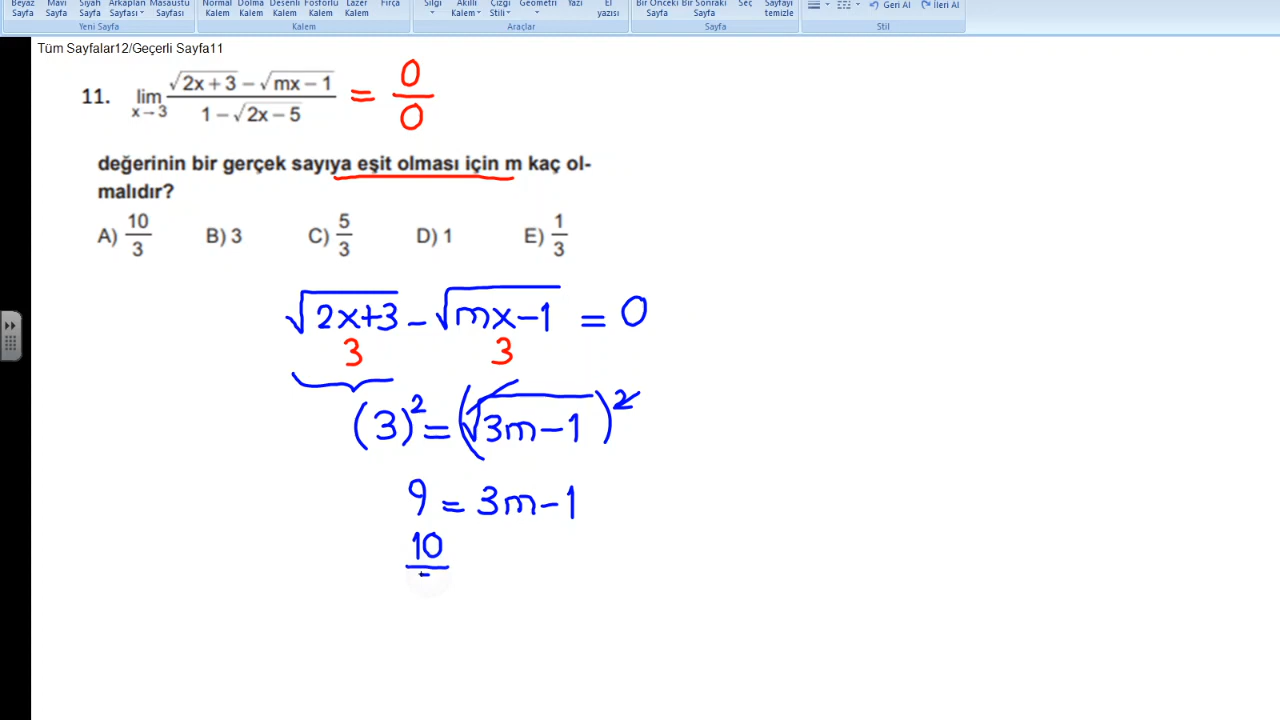 Beyaz Sayfa Mavi Sayfa Siyah Sayfa Arkaplan Sayfası Masaüstü Sayfası Normal Kalem Dolma Kalem Desenli Kalem Fosforlu Kalem Lazer Kalem Fırça Silgi Akıllı Kalem Çizgi Stili Geometri Yazı El yazısı Bir Önceki Sayfa Bir Sonraki Sayfa Seç Sayfayı temizle Geri Al İleri Al
Yeni Sayfa Kalem Araçlar Sayfa Stil
Tüm Sayfalar12/Geçerli Sayfa11
11. lim x→3 (√2x + 3 − √mx − 1)/(1 − √2x − 5) = 0/0
değerinin bir gerçek sayıya eşit olması için m kaç ol-
malıdır?
A) 10/3 B) 3 C) 5/3 D) 1 E) 1/3
√2x+3 − √mx−1 = 0
3 3
(3)² = (√3m−1)²
9 = 3m−1
10